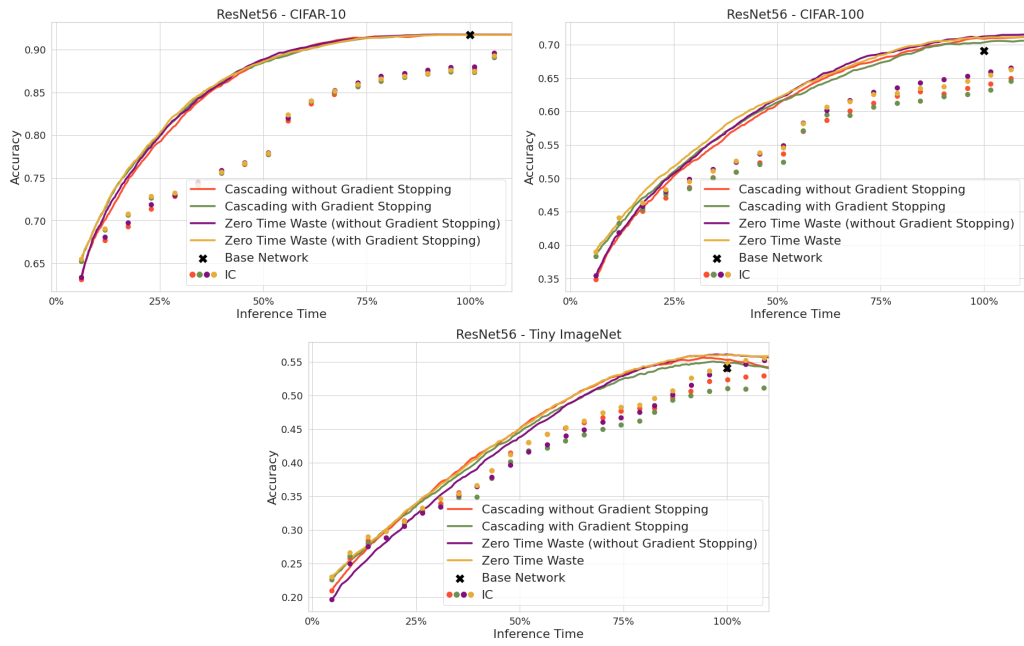 ResNet56 - CIFAR-10
Accuracy
0.90
0.85
0.80
0.75
0.70
0.65
Cascading without Gradient Stopping
Cascading with Gradient Stopping
Zero Time Waste (without Gradient Stopping)
Zero Time Waste (with Gradient Stopping)
Base Network
IC
0%
25%
50%
75%
100%
Inference Time
ResNet56 - CIFAR-100
Accuracy
0.70
0.65
0.60
0.55
0.50
0.45
0.40
0.35
Cascading without Gradient Stopping
Cascading with Gradient Stopping
Zero Time Waste (without Gradient Stopping)
Zero Time Waste
Base Network
IC
0%
25%
50%
75%
100%
Inference Time
ResNet56 - Tiny ImageNet
Accuracy
0.55
0.50
0.45
0.40
0.35
0.30
0.25
0.20
Cascading without Gradient Stopping
Cascading with Gradient Stopping
Zero Time Waste (without Gradient Stopping)
Zero Time Waste
Base Network
IC
0%
25%
50%
75%
100%
Inference Time